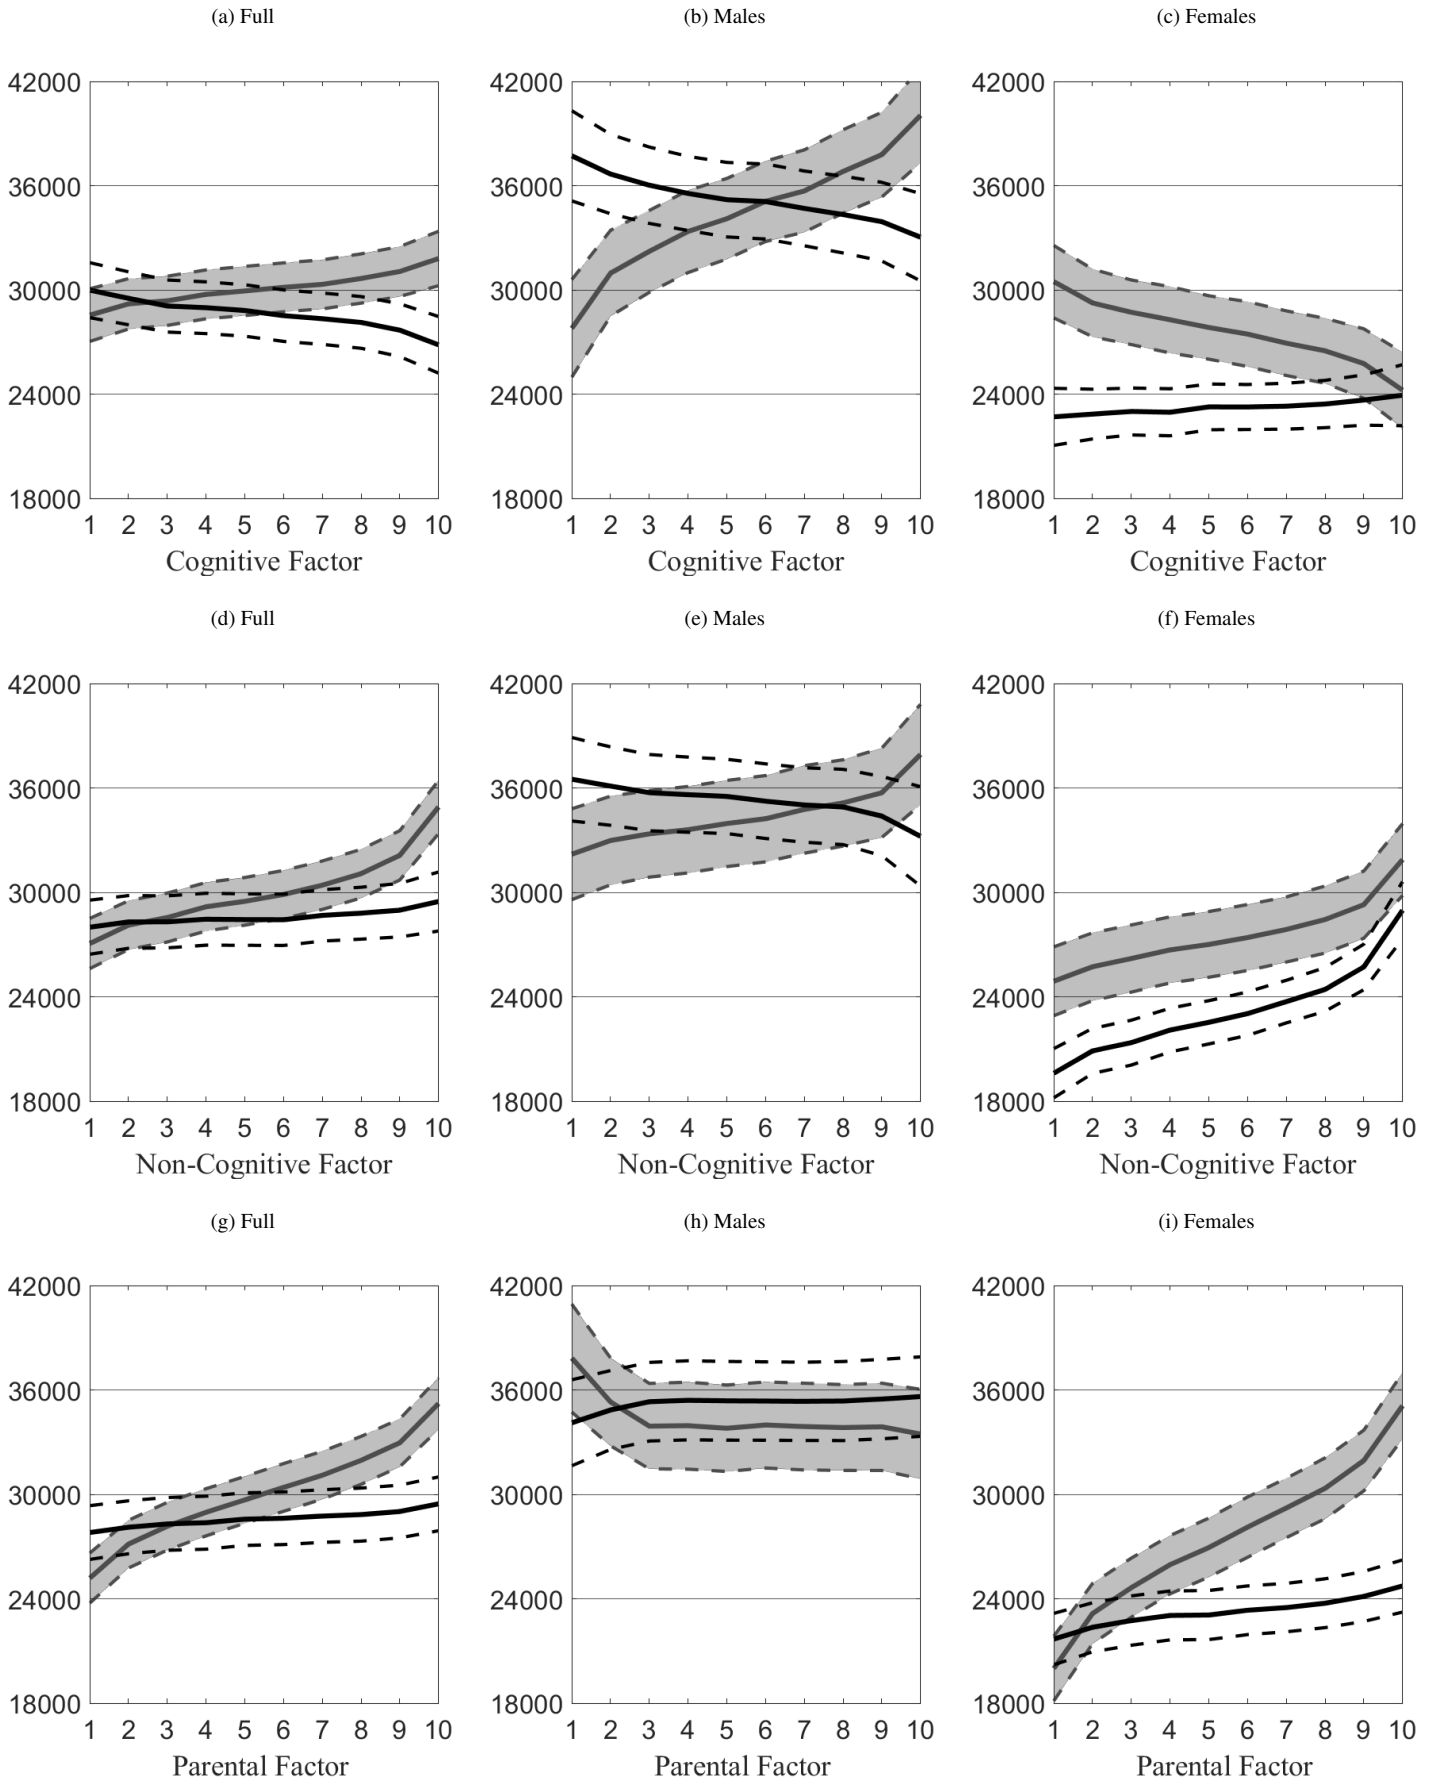 (a) Full
(b) Males
(c) Females
42000
36000
30000
24000
18000
1 2 3 4 5 6 7 8 9 10
Cognitive Factor
42000
36000
30000
24000
18000
1 2 3 4 5 6 7 8 9 10
Cognitive Factor
42000
36000
30000
24000
18000
1 2 3 4 5 6 7 8 9 10
Cognitive Factor
(d) Full
(e) Males
(f) Females
42000
36000
30000
24000
18000
1 2 3 4 5 6 7 8 9 10
Non-Cognitive Factor
42000
36000
30000
24000
18000
1 2 3 4 5 6 7 8 9 10
Non-Cognitive Factor
42000
36000
30000
24000
18000
1 2 3 4 5 6 7 8 9 10
Non-Cognitive Factor
(g) Full
(h) Males
(i) Females
42000
36000
30000
24000
18000
1 2 3 4 5 6 7 8 9 10
Parental Factor
42000
36000
30000
24000
18000
1 2 3 4 5 6 7 8 9 10
Parental Factor
42000
36000
30000
24000
18000
1 2 3 4 5 6 7 8 9 10
Parental Factor